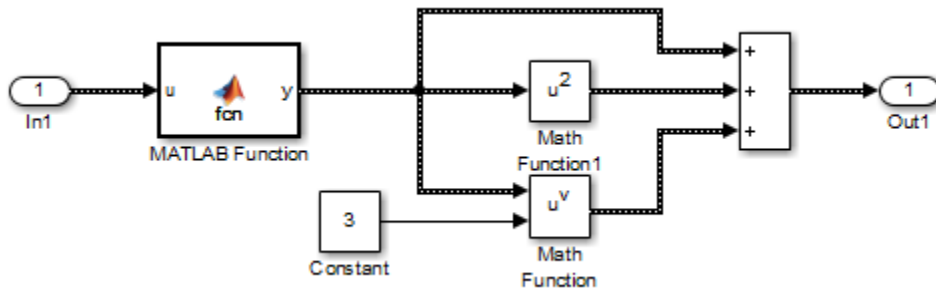 1
In1
u
fcn
y
MATLAB Function
u²
Math
Function1
3
Constant
uᵛ
Math
Function
+
+
+
1
Out1